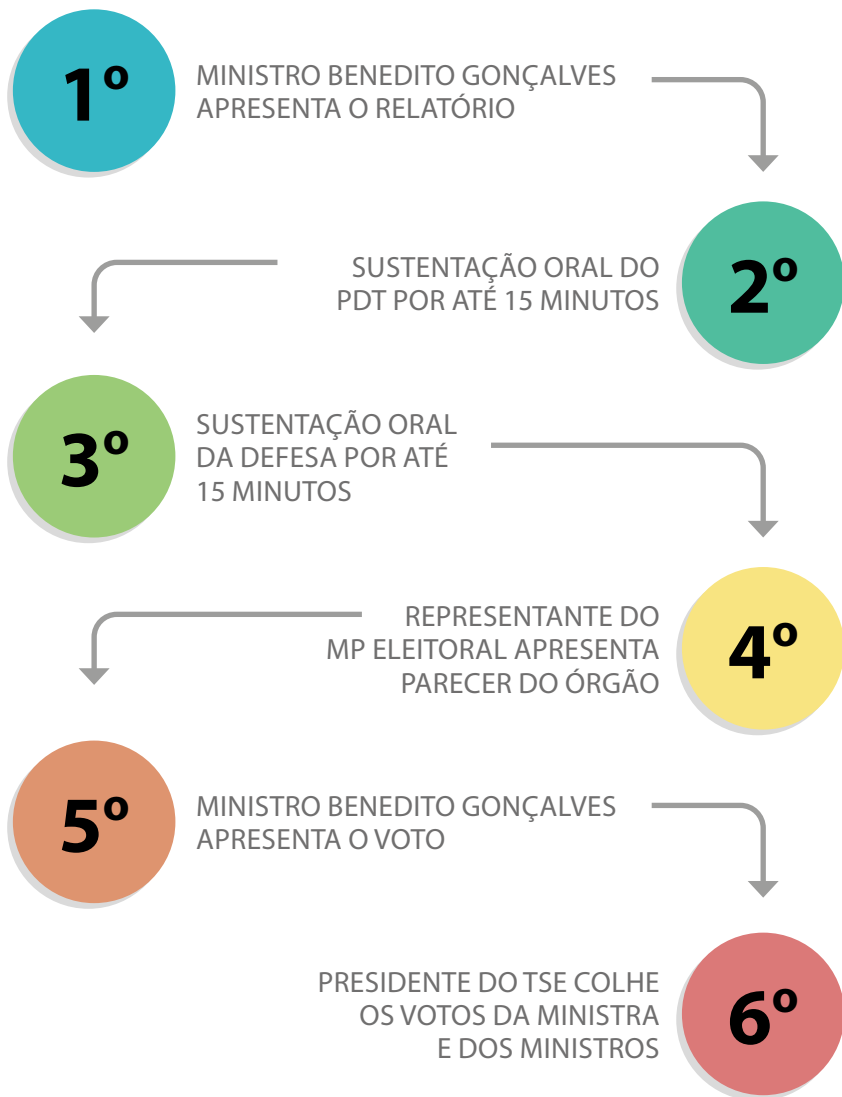 1º
MINISTRO BENEDITO GONÇALVES
APRESENTA O RELATÓRIO
2º
SUSTENTAÇÃO ORAL DO
PDT POR ATÉ 15 MINUTOS
3º
SUSTENTAÇÃO ORAL
DA DEFESA POR ATÉ
15 MINUTOS
4º
REPRESENTANTE DO
MP ELEITORAL APRESENTA
PARECER DO ÓRGÃO
5º
MINISTRO BENEDITO GONÇALVES
APRESENTA O VOTO
6º
PRESIDENTE DO TSE COLHE
OS VOTOS DA MINISTRA
E DOS MINISTROS